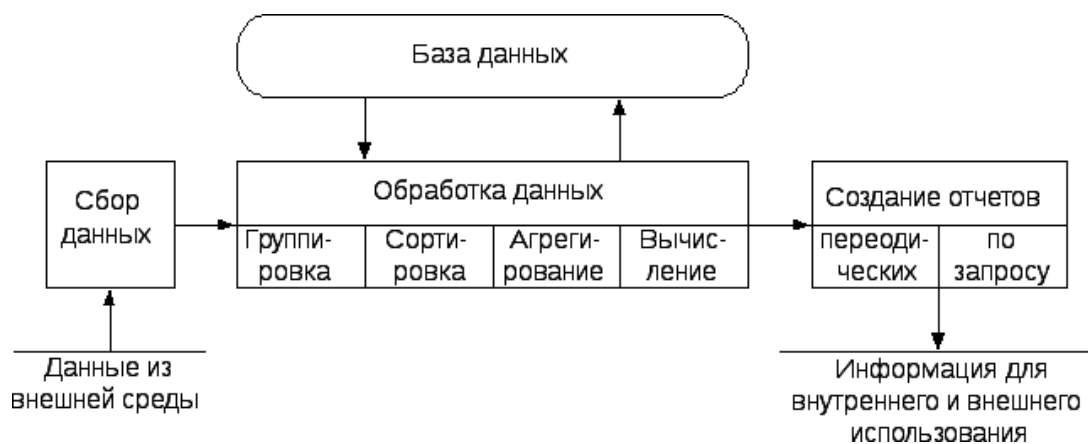 База данных
Сбор
данных
Обработка данных
Группи-
ровка
Сорти-
ровка
Агреги-
рование
Вычис-
ление
Создание отчетов
переоди-
ческих
по
запросу
Данные из
внешней среды
Информация для
внутреннего и внешнего
использования